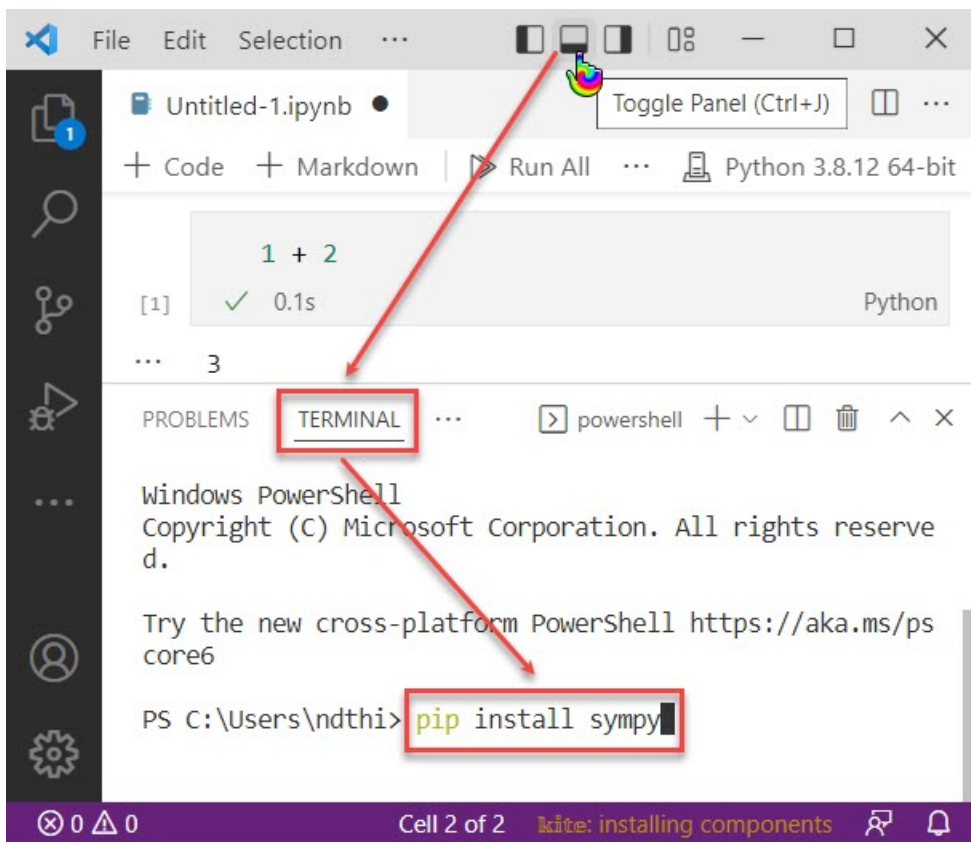 File Edit Selection ···
Untitled-1.ipynb ● Toggle Panel (Ctrl+J) ···
1
+ Code + Markdown Run All ··· Python 3.8.12 64-bit
1 + 2
[1] ✓ 0.1s Python
··· 3
PROBLEMS TERMINAL ··· powershell
Windows PowerShell
Copyright (C) Microsoft Corporation. All rights reserve
d.
Try the new cross-platform PowerShell https://aka.ms/ps
core6
PS C:\Users\ndthi> pip install sympy
0 0 Cell 2 of 2 kite: installing components